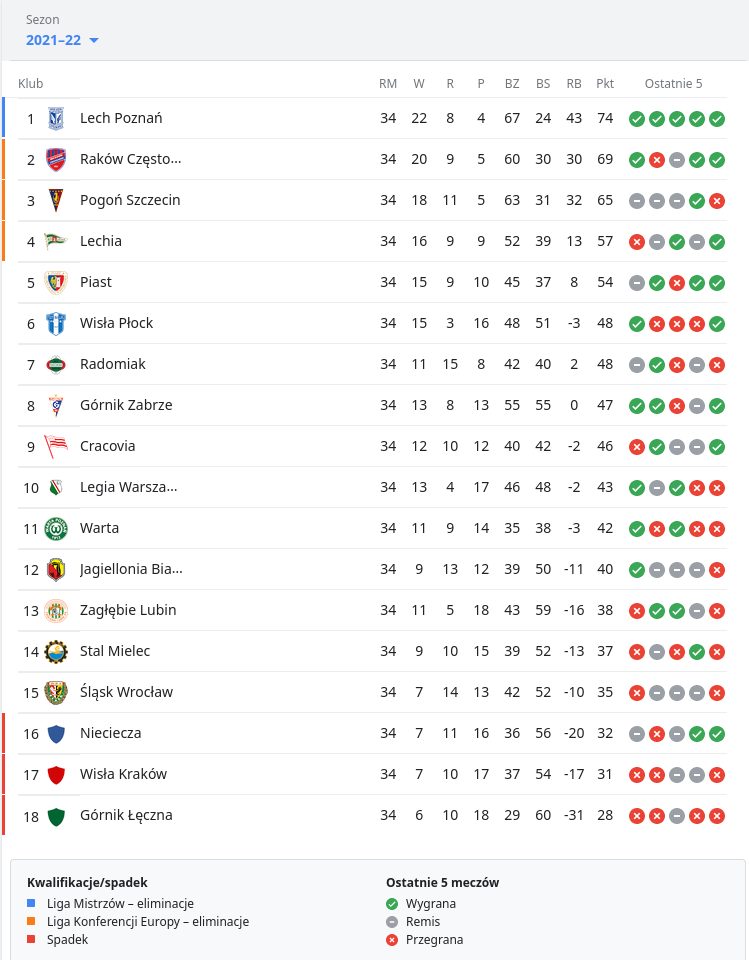 Sezon
2021–22
Klub RM W R P BZ BS RB Pkt Ostatnie 5
1 Lech Poznań 34 22 8 4 67 24 43 74
2 Raków Często... 34 20 9 5 60 30 30 69
3 Pogoń Szczecin 34 18 11 5 63 31 32 65
4 Lechia 34 16 9 9 52 39 13 57
5 Piast 34 15 9 10 45 37 8 54
6 Wisła Płock 34 15 3 16 48 51 -3 48
7 Radomiak 34 11 15 8 42 40 2 48
8 Górnik Zabrze 34 13 8 13 55 55 0 47
9 Cracovia 34 12 10 12 40 42 -2 46
10 Legia Warsza... 34 13 4 17 46 48 -2 43
11 Warta 34 11 9 14 35 38 -3 42
12 Jagiellonia Bia... 34 9 13 12 39 50 -11 40
13 Zagłębie Lubin 34 11 5 18 43 59 -16 38
14 Stal Mielec 34 9 10 15 39 52 -13 37
15 Śląsk Wrocław 34 7 14 13 42 52 -10 35
16 Nieciecza 34 7 11 16 36 56 -20 32
17 Wisła Kraków 34 7 10 17 37 54 -17 31
18 Górnik Łęczna 34 6 10 18 29 60 -31 28
Kwalifikacje/spadek
Liga Mistrzów – eliminacje
Liga Konferencji Europy – eliminacje
Spadek
Ostatnie 5 meczów
Wygrana
Remis
Przegrana